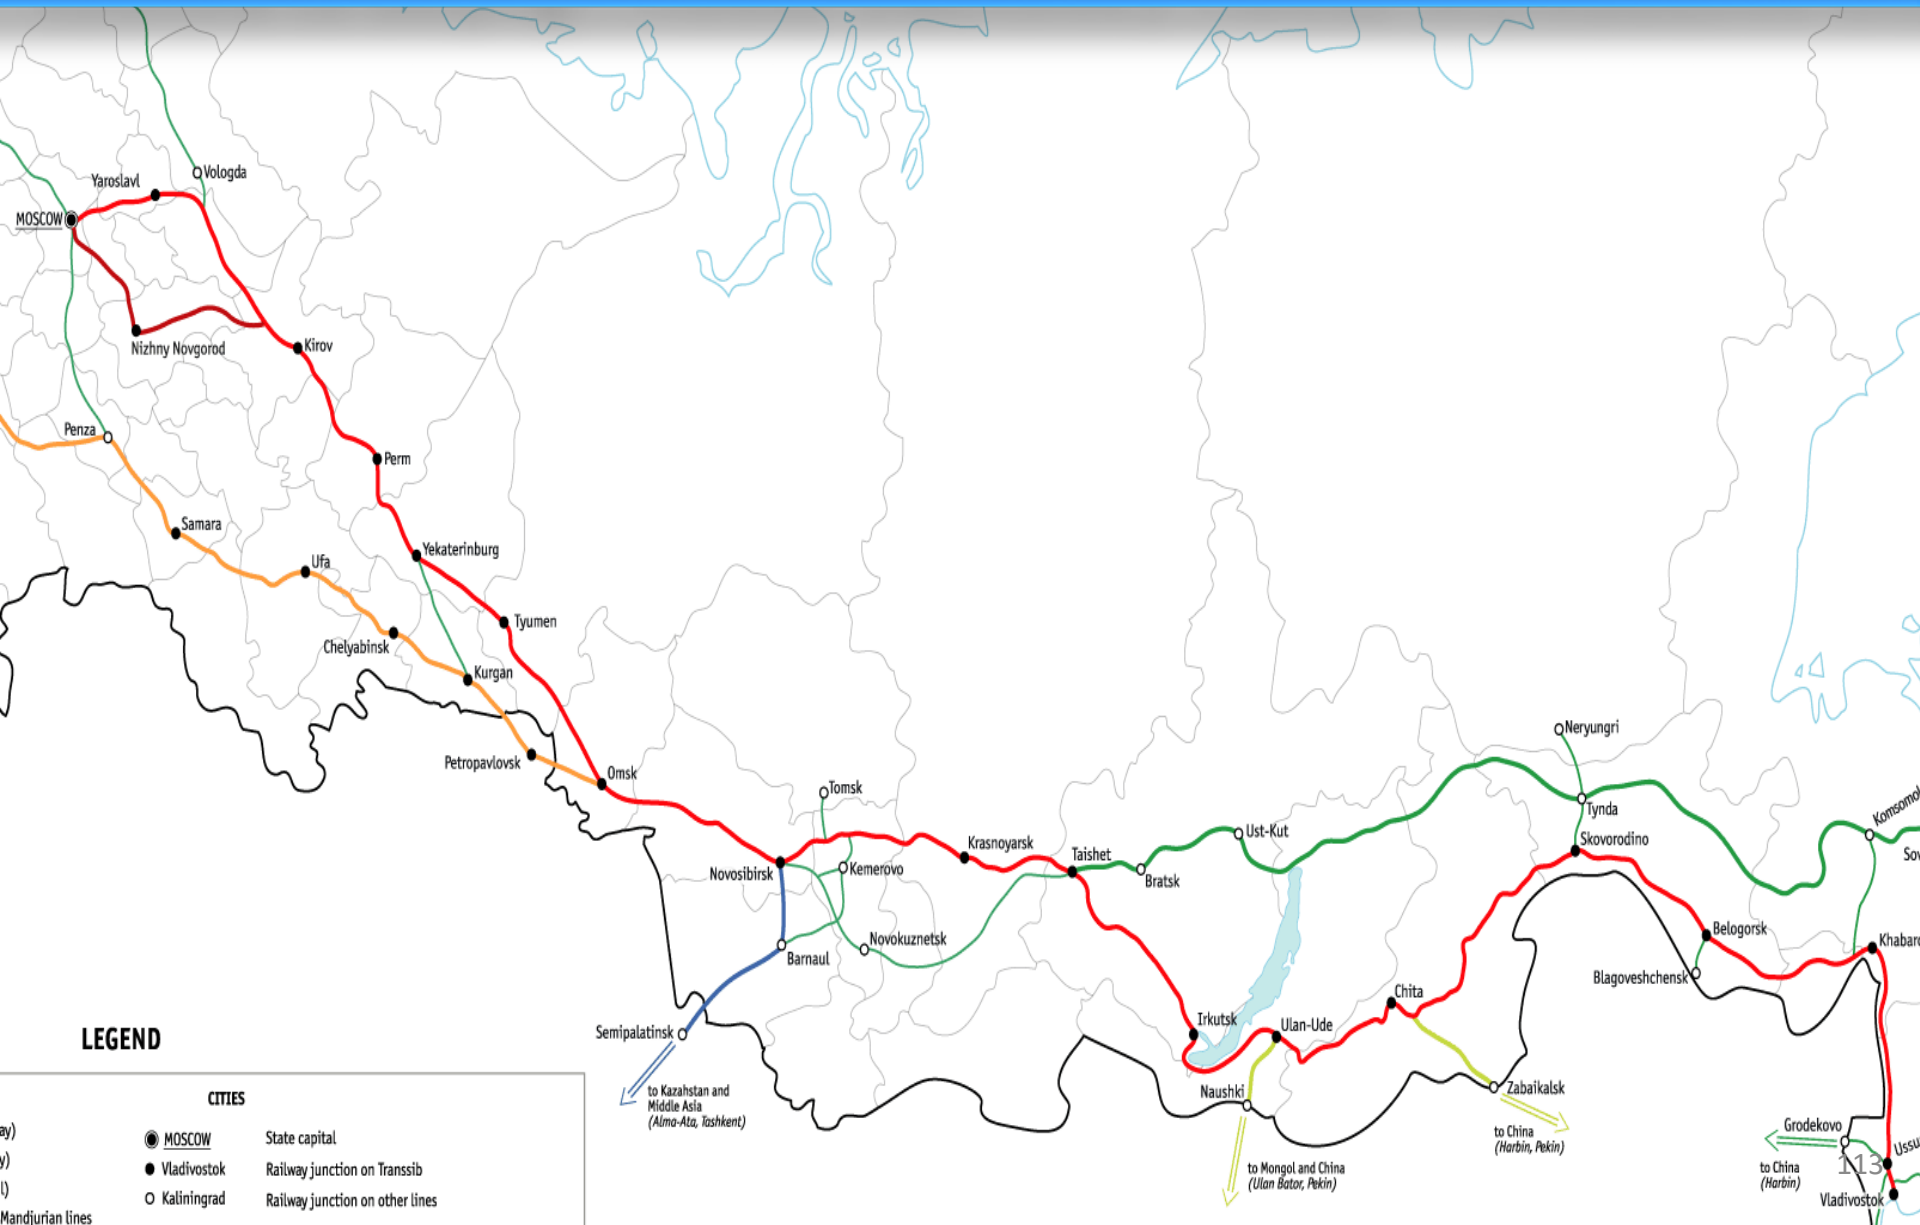 Vologda
Yaroslavl
MOSCOW
Nizhny Novgorod
Kirov
Penza
Perm
Samara
Ufa
Yekaterinburg
Tyumen
Chelyabinsk
Kurgan
Petropavlovsk
Omsk
Tomsk
Novosibirsk
Kemerovo
Krasnoyarsk
Taishet
Bratsk
Ust-Kut
Neryungri
Tynda
Skovorodino
Belogorsk
Blagoveshchensk
Barnaul
Novokuznetsk
Semipalatinsk
to Kazahstan and
Middle Asia
(Alma-Ata, Tashkent)
Irkutsk
Ulan-Ude
Chita
Naushki
to Mongol and China
(Ulan Bator, Pekin)
Zabaikalsk
to China
(Harbin, Pekin)
Grodekovo
to China
(Harbin)
113
Vladivostok
LEGEND
CITIES
MOSCOW State capital
Vladivostok Railway junction on Transsib
Kaliningrad Railway junction on other lines
Mandjurian lines